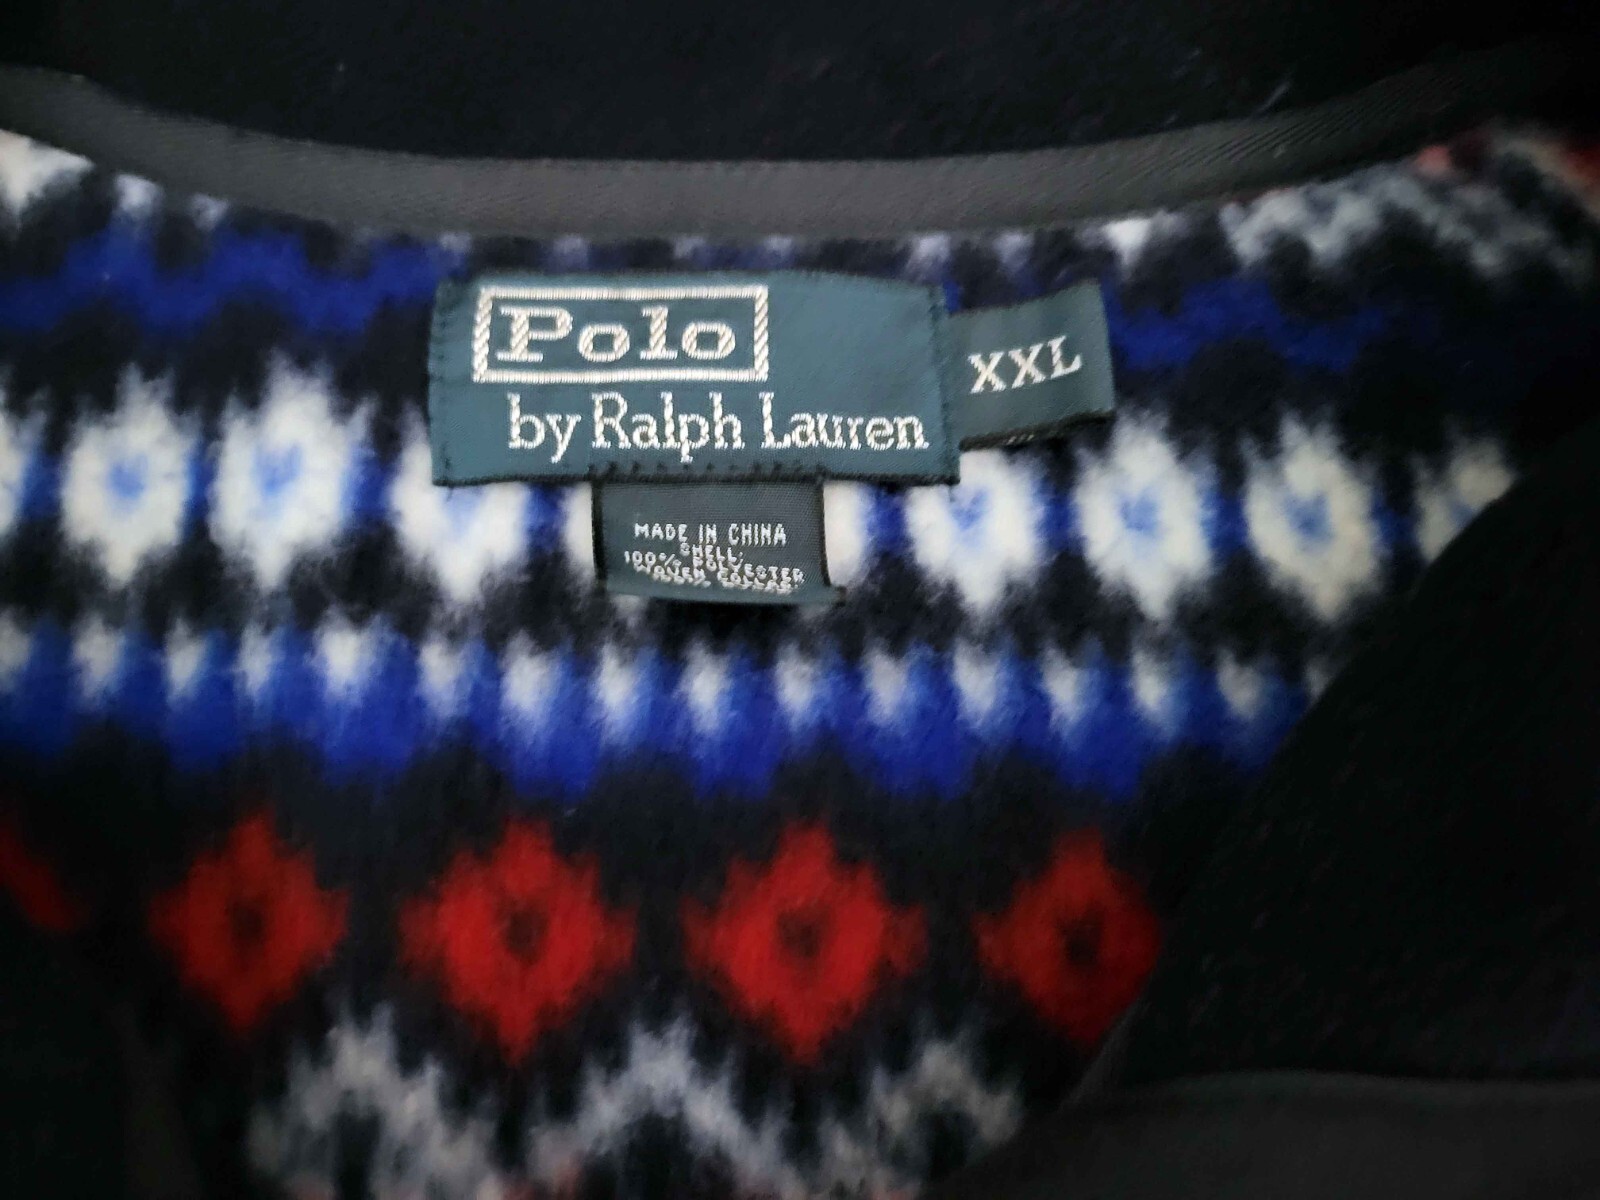 Polo
by Ralph Lauren
XXL
MADE IN CHINA
SHELL:
100% POLYESTER